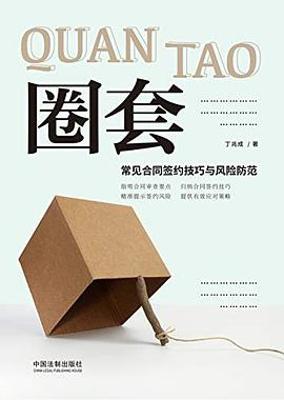 QUAN TAO
圈套
丁兆成 / 著
常见合同签约技巧与风险防范
指明合同审查要点 归纳合同签约技巧
精准提示签约风险 提供有效应对策略
中国法制出版社
CHINA LEGAL PUBLISHING HOUSE